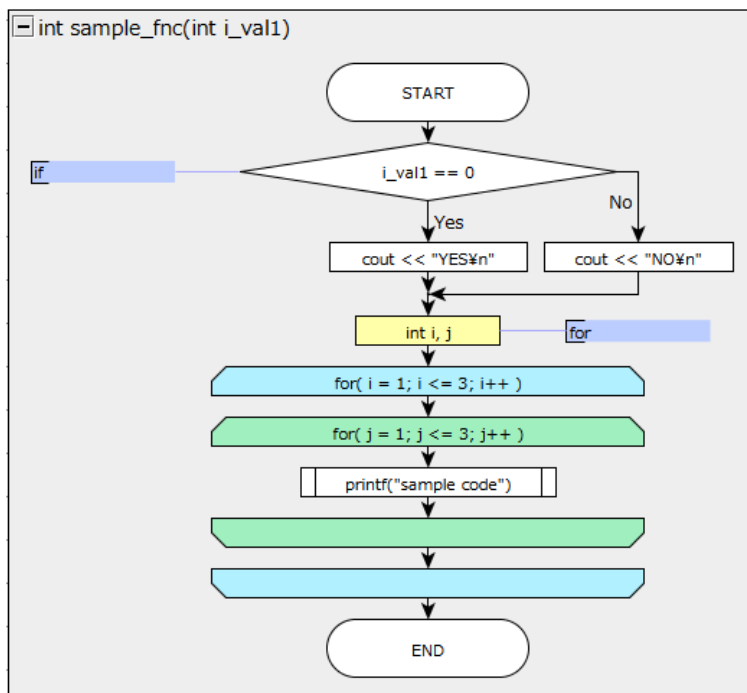 int sample_fnc(int i_val1)
START
if
i_val1 == 0
No
Yes
cout << "YES¥n"
cout << "NO¥n"
int i, j
for
for( i = 1; i <= 3; i++ )
for( j = 1; j <= 3; j++ )
printf("sample code")
END